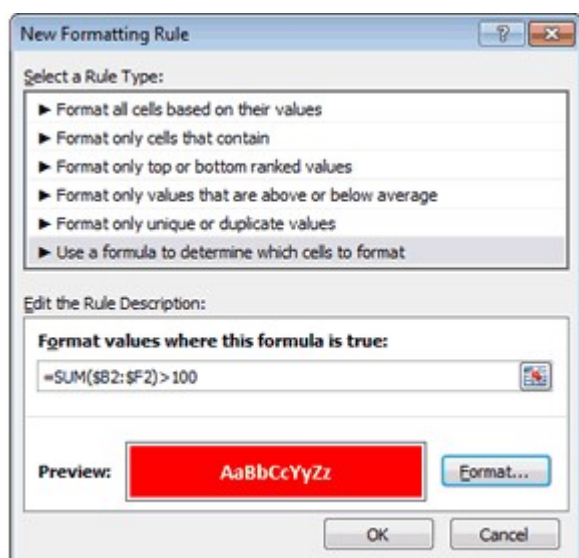 New Formatting Rule
Select a Rule Type:
► Format all cells based on their values
► Format only cells that contain
► Format only top or bottom ranked values
► Format only values that are above or below average
► Format only unique or duplicate values
► Use a formula to determine which cells to format
Edit the Rule Description:
Format values where this formula is true:
=SUM($B2:$F2)>100
Preview: AaBbCcYyZz Format...
OK Cancel